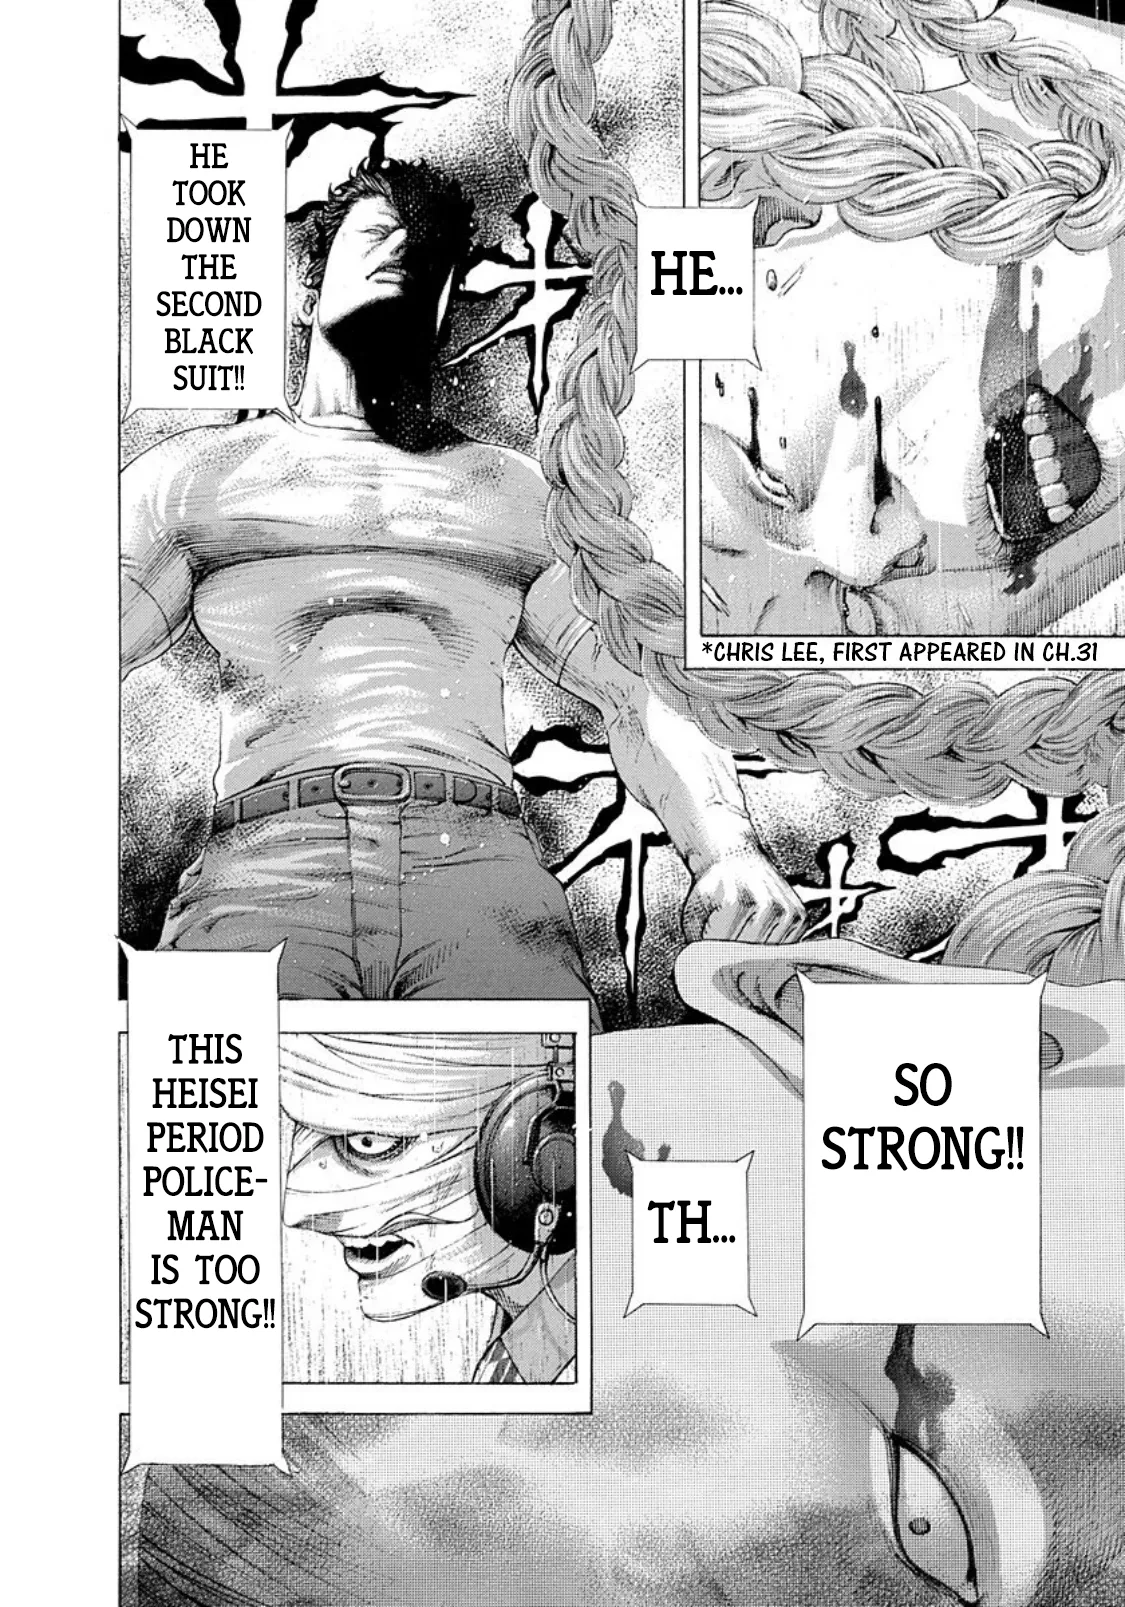 HE...
*CHRIS LEE, FIRST APPEARED IN CH.31
HE
TOOK
DOWN
THE
SECOND
BLACK
SUIT!!
SO
STRONG!!
TH...
THIS
HEISEI
PERIOD
POLICE-
MAN
IS TOO
STRONG!!